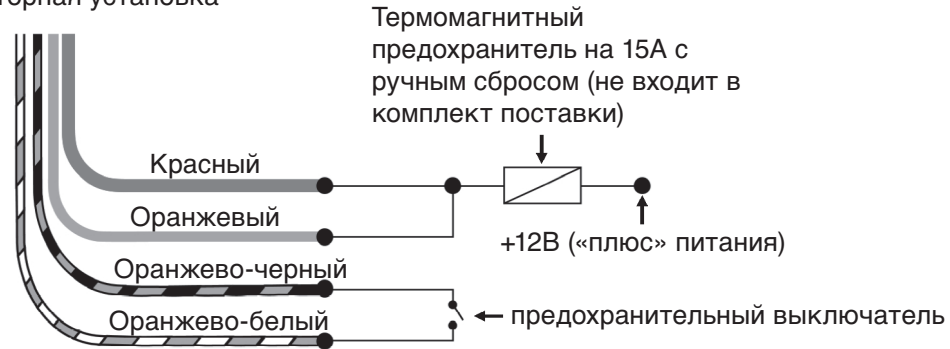 установка
Термомагнитный
предохранитель на 15А с
ручным сбросом (не входит в
комплект поставки)
Красный
Оранжевый
+12В («плюс» питания)
Оранжево-черный
Оранжево-белый
предохранительный выключатель